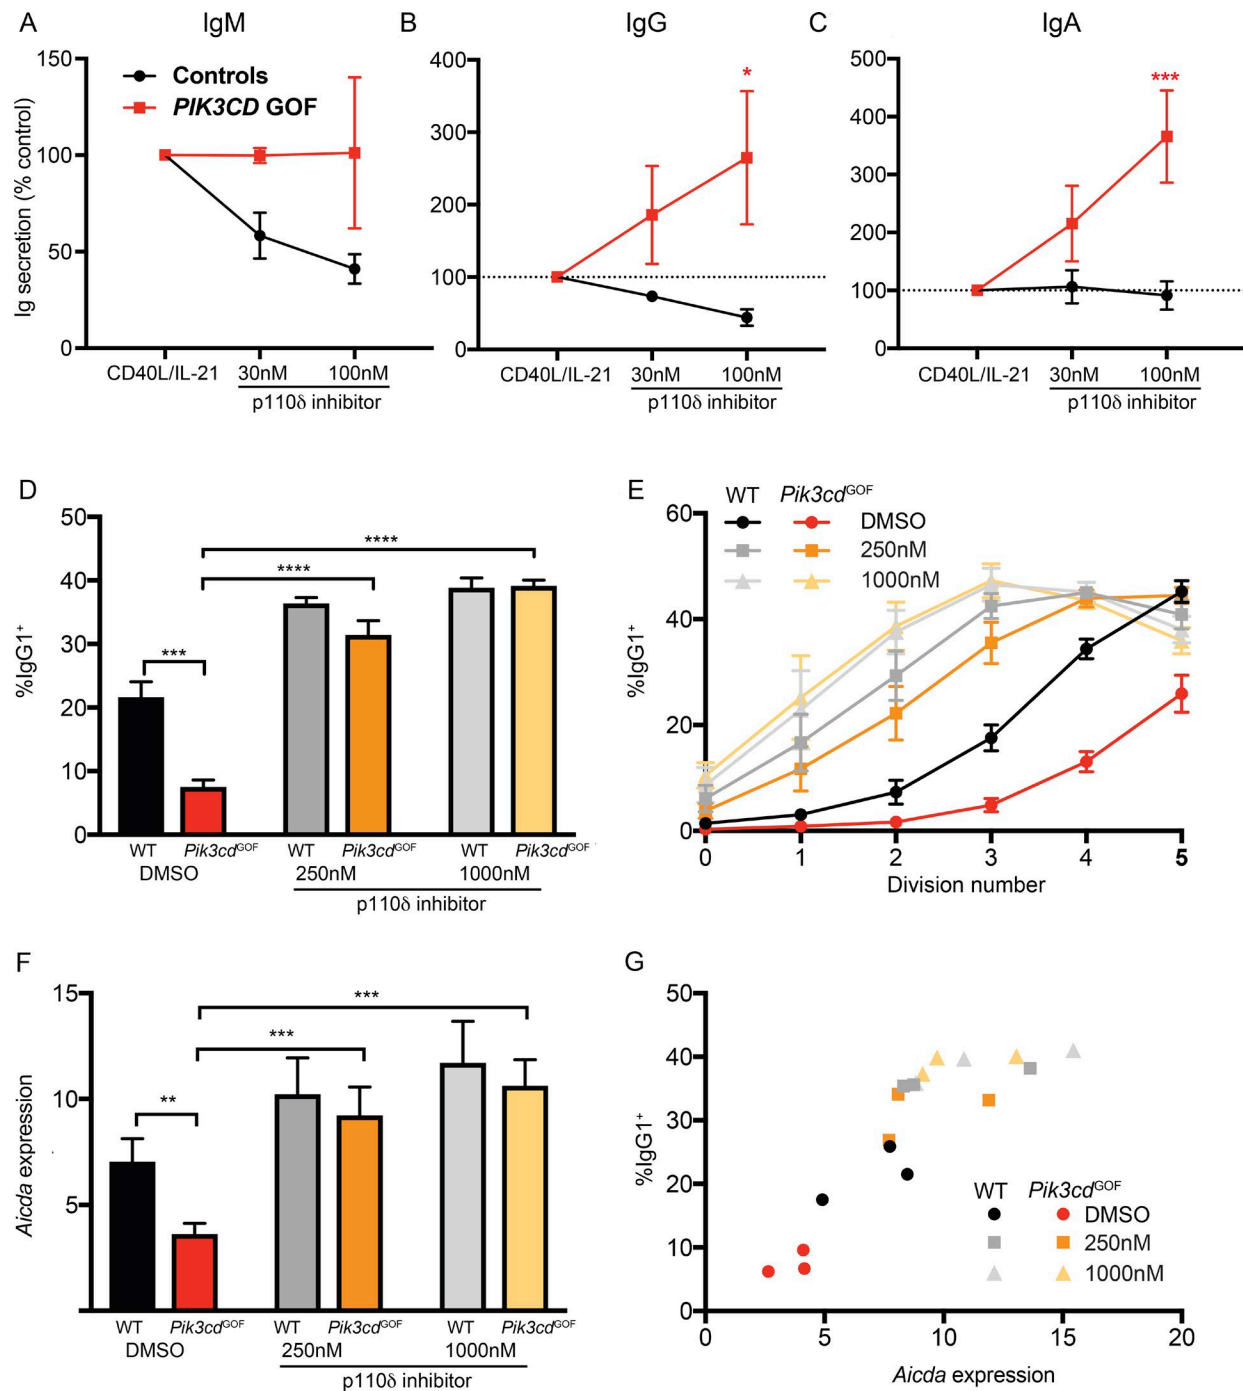 A IgM B IgG C IgA
Ig secretion (% control)
150
100
50
0
Controls
PIK3CD GOF
CD40L/IL-21 30nM 100nM
p110δ inhibitor
400
300
200
100
0
*
CD40L/IL-21 30nM 100nM
p110δ inhibitor
500
400
300
200
100
0
***
CD40L/IL-21 30nM 100nM
p110δ inhibitor
D
%IgG1+
50
40
30
20
10
0
****
****
***
WT Pik3cdGOF WT Pik3cdGOF WT Pik3cdGOF
DMSO 250nM 1000nM
p110δ inhibitor
E
WT Pik3cdGOF
DMSO
250nM
1000nM
%IgG1+
60
40
20
0
0 1 2 3 4 5
Division number
F
Aicda expression
15
10
5
***
***
**
WT Pik3cdGOF WT Pik3cdGOF WT Pik3cdGOF
DMSO 250nM 1000nM
p110δ inhibitor
G
%IgG1+
50
40
30
20
10
0
WT Pik3cdGOF
DMSO
250nM
1000nM
0 5 10 15 20
Aicda expression